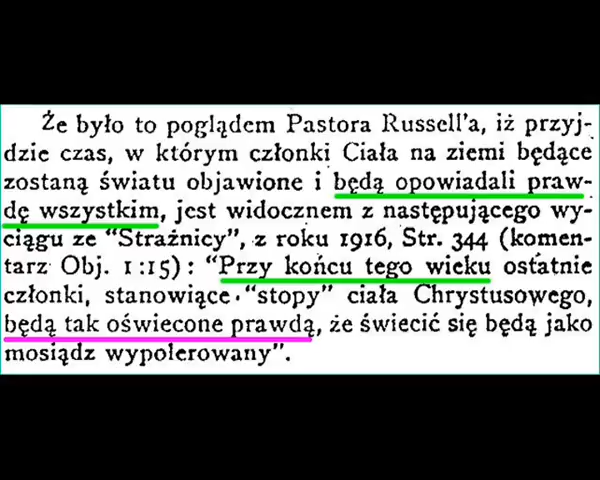 Że było to poglądem Pastora Russell'a, iż przyj-
dzie czas, w którym członki Ciała na ziemi będące
zostaną światu objawione i będą opowiadali praw-
dę wszystkim, jest widocznem z następującego wy-
ciągu ze "Strażnicy", z roku 1916, Str. 344 (komen-
tarz Obj. 1:15): "Przy końcu tego wieku ostatnie
członki, stanowiące "stopy" ciała Chrystusowego,
będą tak oświecone prawdą, że świecić się będą jako
mosiądz wypolerowany".